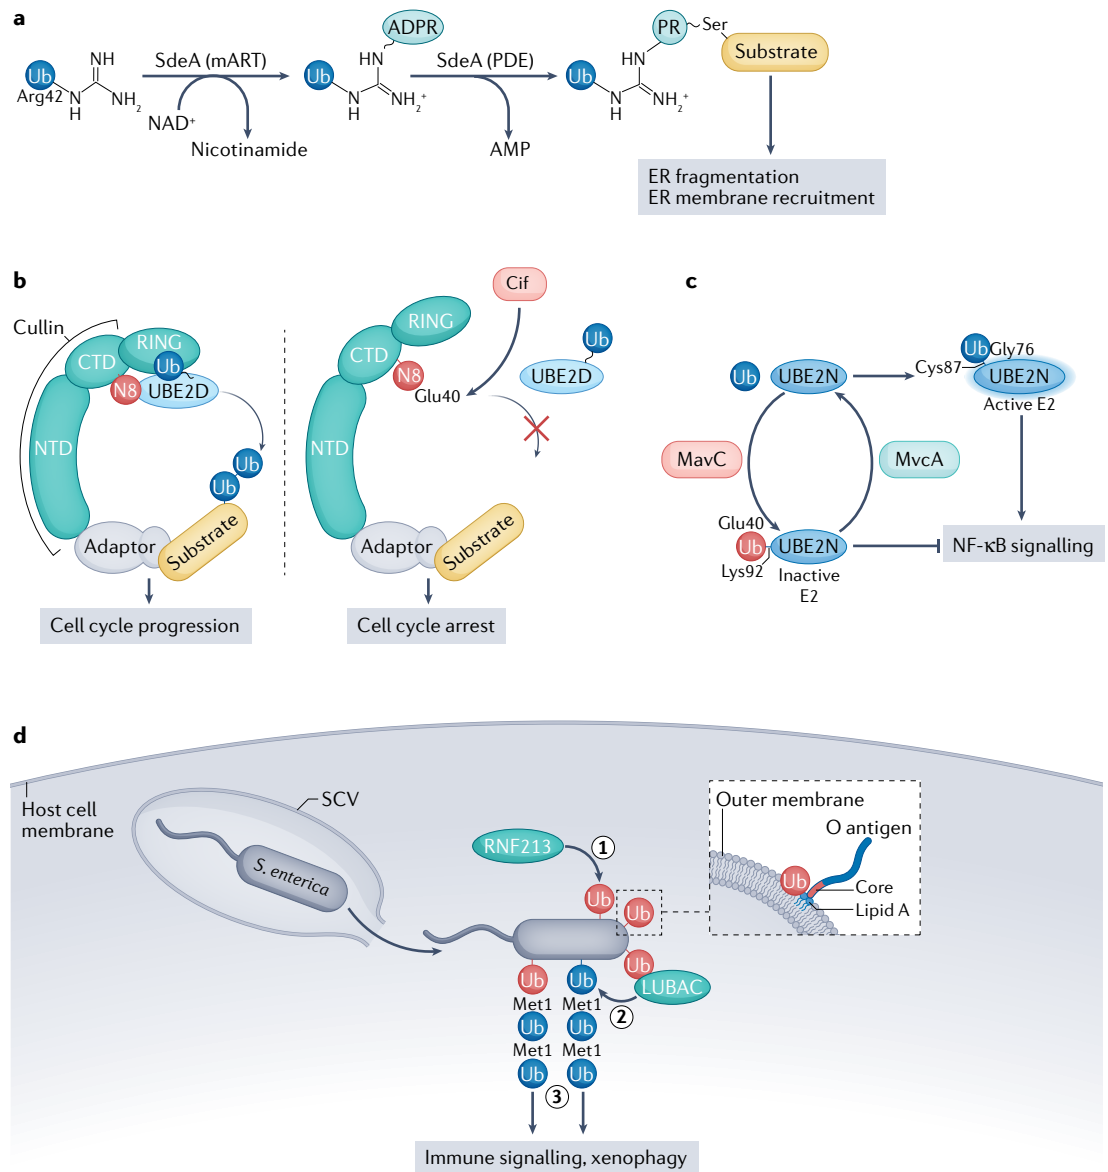 a
Ub
Arg42
NH
N
H
NH2
SdeA (mART)
NAD+
Nicotinamide
ADPR
NH
Ub
N
H
NH2+
SdeA (PDE)
AMP
PR
Ser
Substrate
NH
Ub
N
H
NH2+
ER fragmentation
ER membrane recruitment
b
Cullin
RING
CTD
Ub
N8
UBE2D
NTD
Ub
Ub
Adaptor
Substrate
Cell cycle progression
Cif
RING
CTD
Ub
N8
UBE2D
Glu40
NTD
Adaptor
Substrate
Cell cycle arrest
c
Ub
UBE2N
Ub
Gly76
Cys87
UBE2N
Active E2
MavC
MvcA
Glu40
Ub
UBE2N
Lys92
Inactive
E2
NF-κB signalling
d
Host cell
membrane
SCV
S. enterica
RNF213
1
Ub
Ub
Ub
LUBAC
2
Ub
Met1
Ub
Met1
Ub
Ub
Met1
Ub
Met1
Ub
3
Immune signalling, xenophagy
Outer membrane
O antigen
Ub
Core
Lipid A